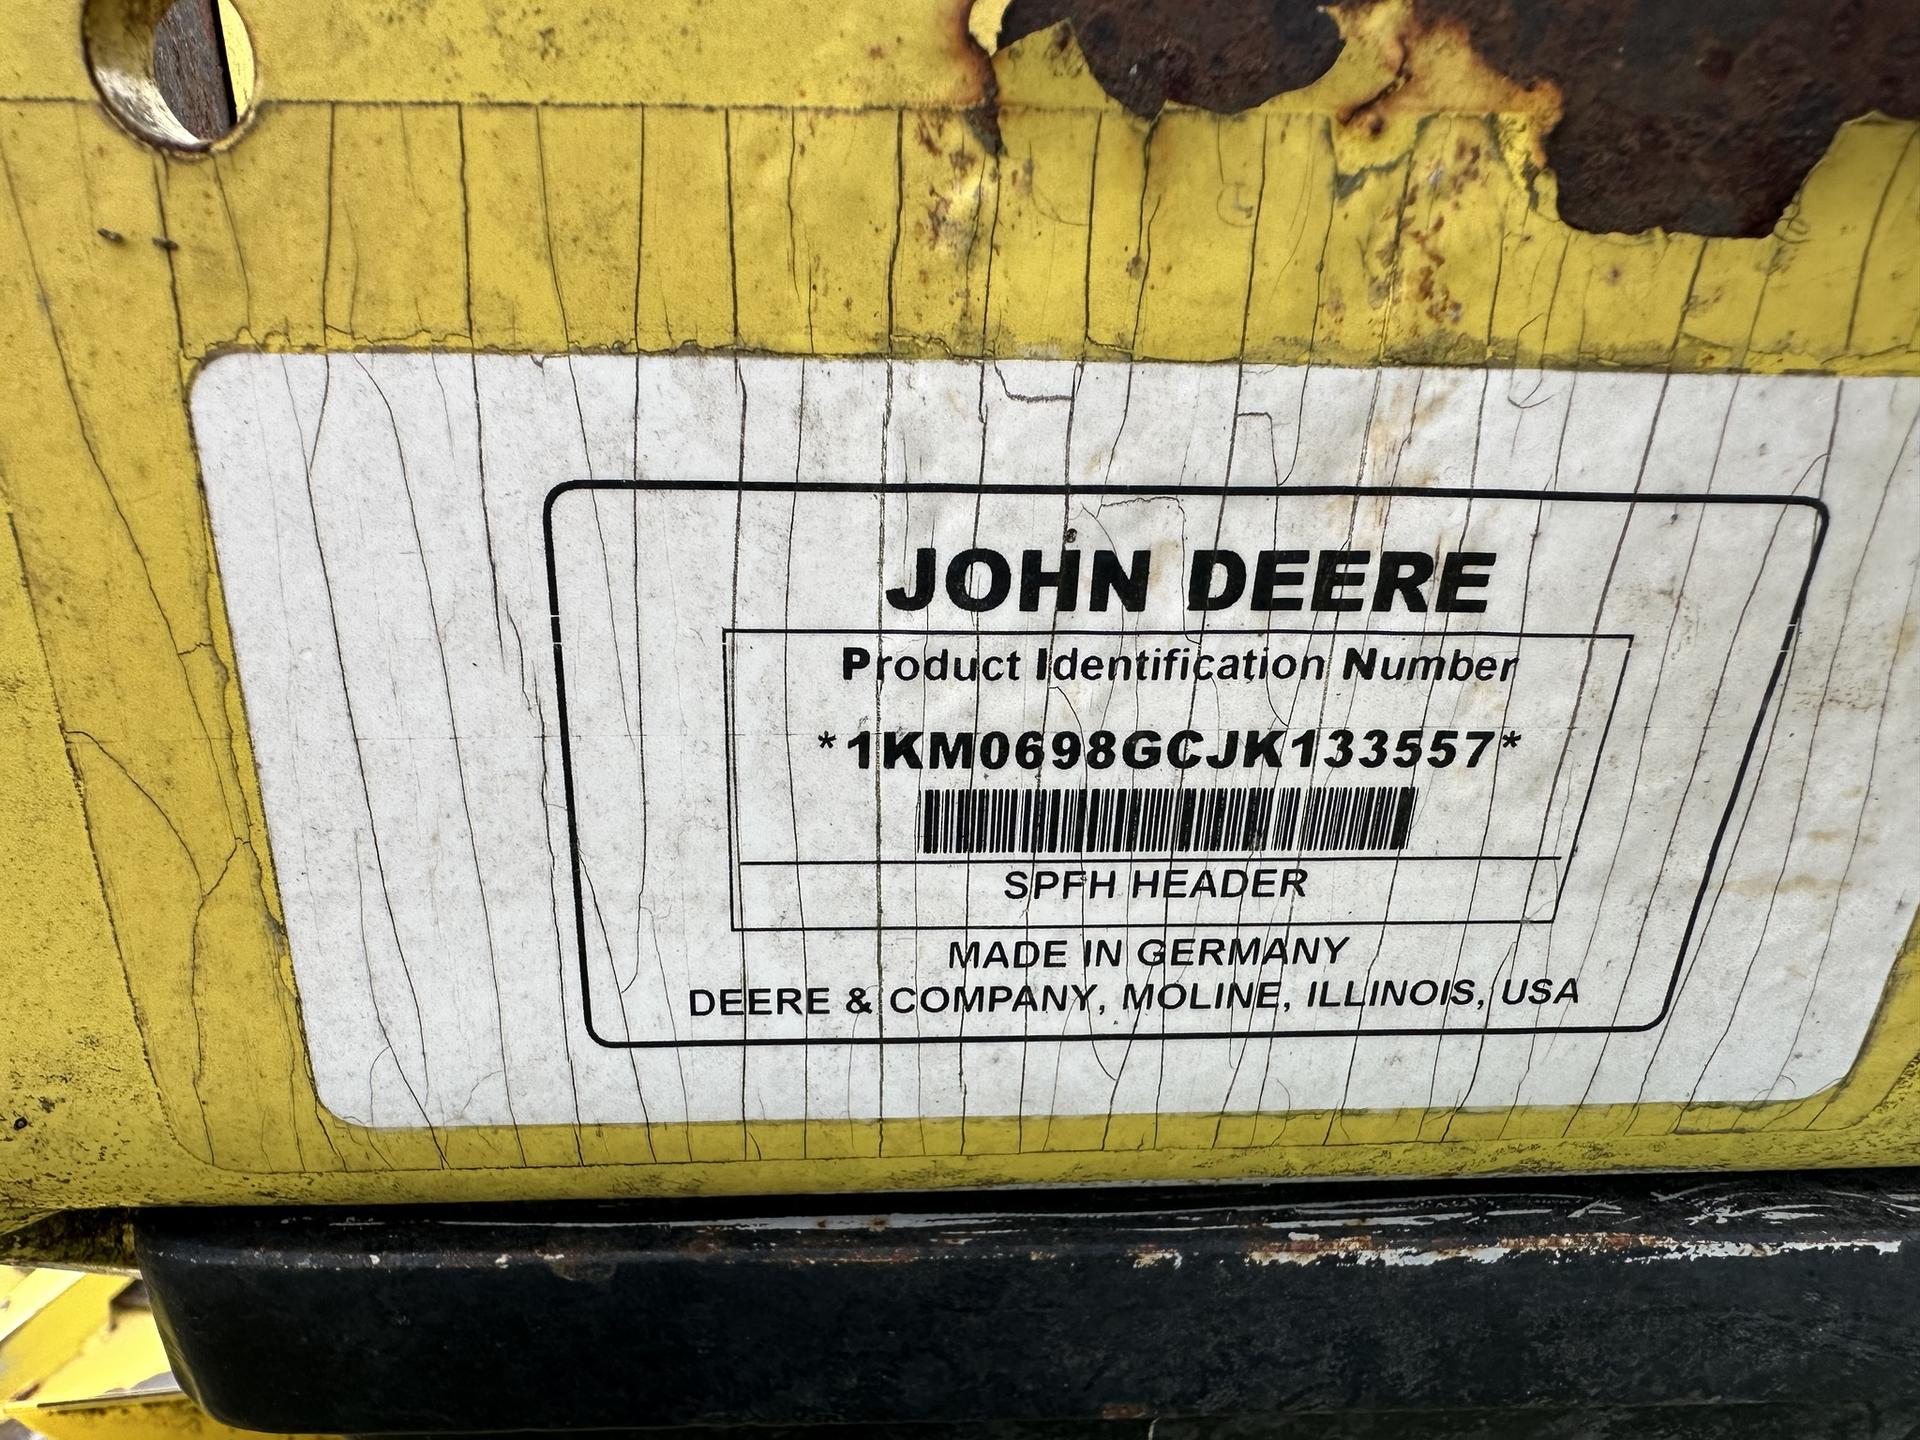 JOHN DEERE
Product Identification Number
*1KM0698GCJK133557*
SPFH HEADER
MADE IN GERMANY
DEERE & COMPANY, MOLINE, ILLINOIS, USA